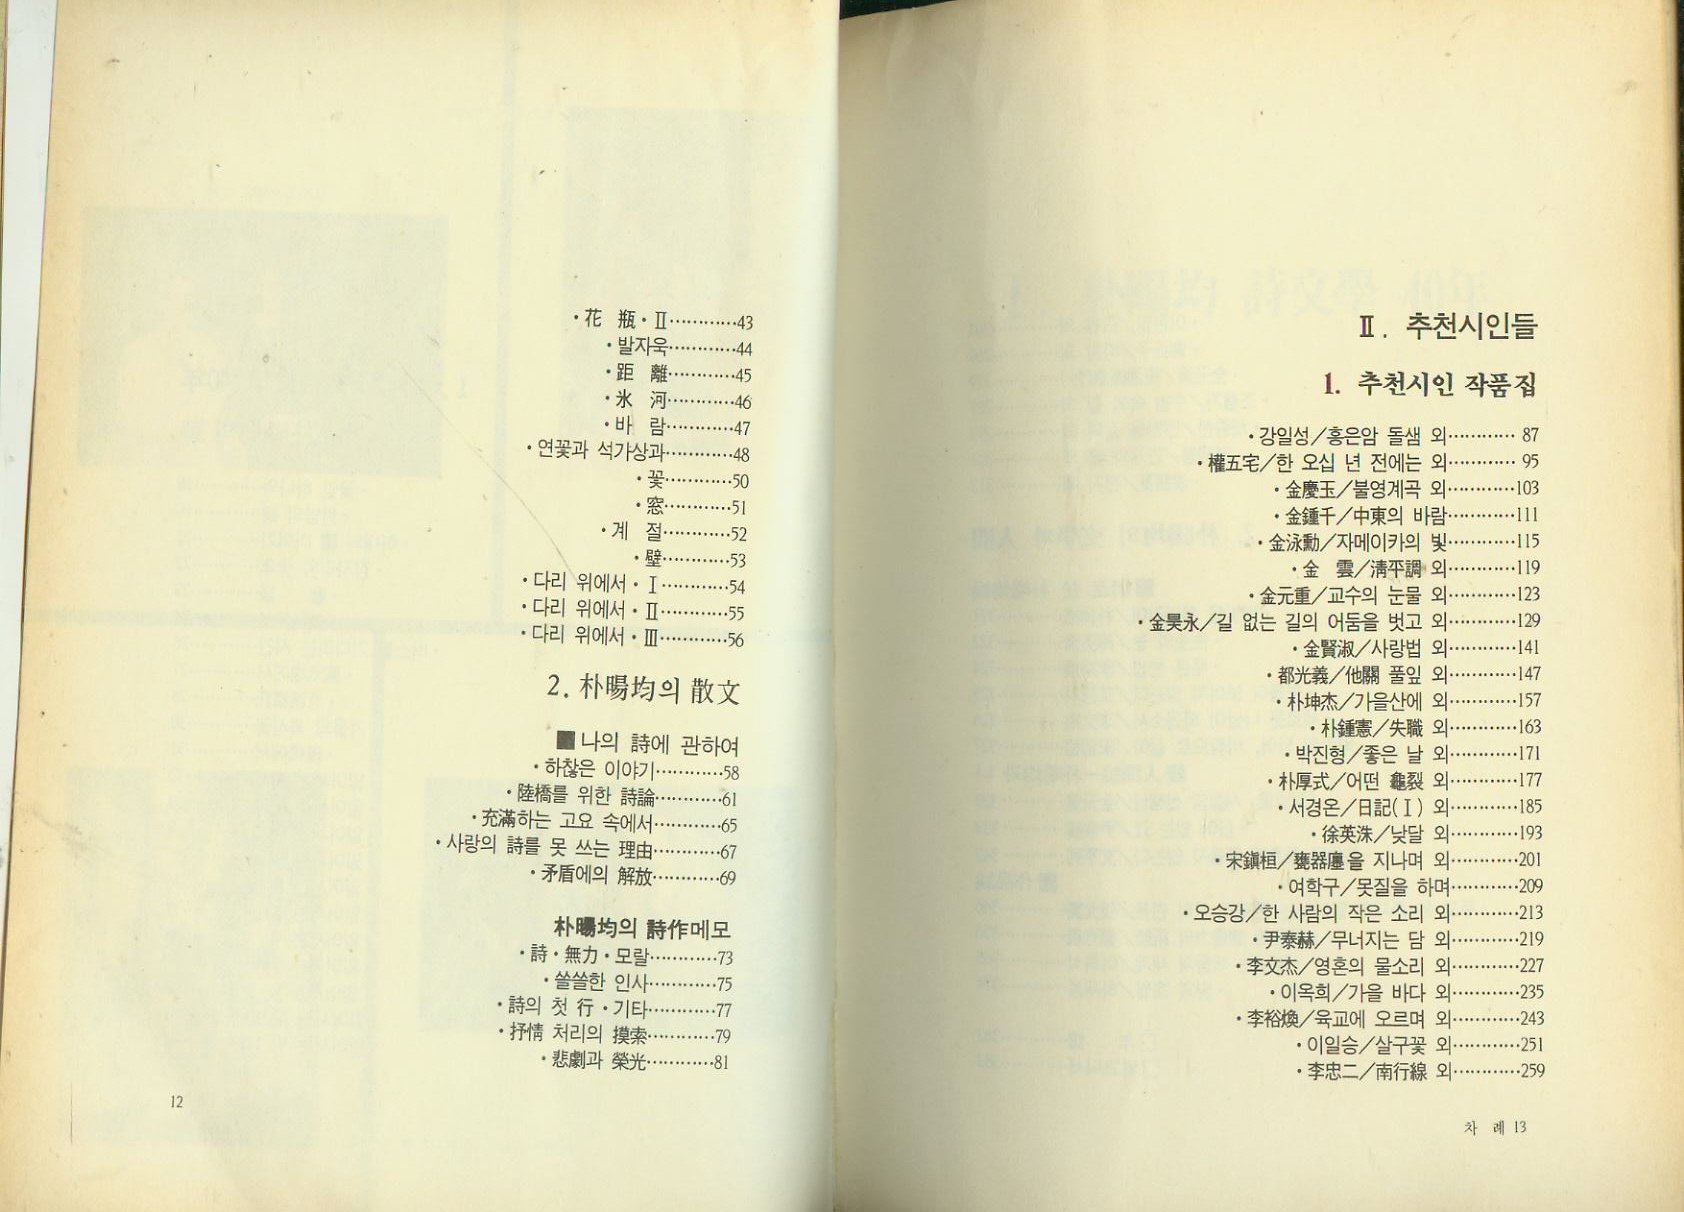 · 花 瓶 · Ⅱ…………43
· 발자욱…………44
· 距 離…………45
· 氷 河…………46
· 바 람…………47
· 연꽃과 석가상과…………48
· 꽃…………50
· 窓…………51
· 계 절…………52
· 壁…………53
· 다리 위에서 · Ⅰ…………54
· 다리 위에서 · Ⅱ…………55
· 다리 위에서 · Ⅲ…………56
2. 朴暘均의 散文
■ 나의 詩에 관하여
· 하찮은 이야기…………58
· 陸橋를 위한 詩論…………61
· 充滿하는 고요 속에서…………65
· 사랑의 詩를 못 쓰는 理由…………67
· 矛盾에의 解放…………69
朴暘均의 詩作메모
· 詩 · 無力 · 모랄…………73
· 쓸쓸한 인사…………75
· 詩의 첫 行 · 기타…………77
· 抒情 처리의 摸索…………79
· 悲劇과 榮光…………81
12
Ⅱ. 추천시인들
1. 추천시인 작품집
· 강일성/홍은암 돌샘 외………… 87
· 權五宅/한 오십 년 전에는 외………… 95
· 金慶玉/불영계곡 외…………103
· 金鍾千/中東의 바람…………111
· 金泳勳/자메이카의 빛…………115
· 金 雲/淸平調 외…………119
· 金元重/교수의 눈물 외…………123
· 金昊永/길 없는 길의 어둠을 벗고 외…………129
· 金賢淑/사랑법 외…………141
· 都光義/他關 풀잎 외…………147
· 朴坤杰/가을산에 외…………157
· 朴鍾憲/失職 외…………163
· 박진형/좋은 날 외…………171
· 朴厚式/어떤 龜裂 외…………177
· 서경온/日記(Ⅰ) 외…………185
· 徐英洙/낮달 외…………193
· 宋鎭桓/甕器廛을 지나며 외…………201
· 여학구/못질을 하며…………209
· 오승강/한 사람의 작은 소리 외…………213
· 尹泰赫/무너지는 담 외…………219
· 李文杰/영혼의 물소리 외…………227
· 이옥희/가을 바다 외…………235
· 李裕煥/육교에 오르며 외…………243
· 이일승/살구꽃 외…………251
· 李忠二/南行線 외…………259
차 례 13